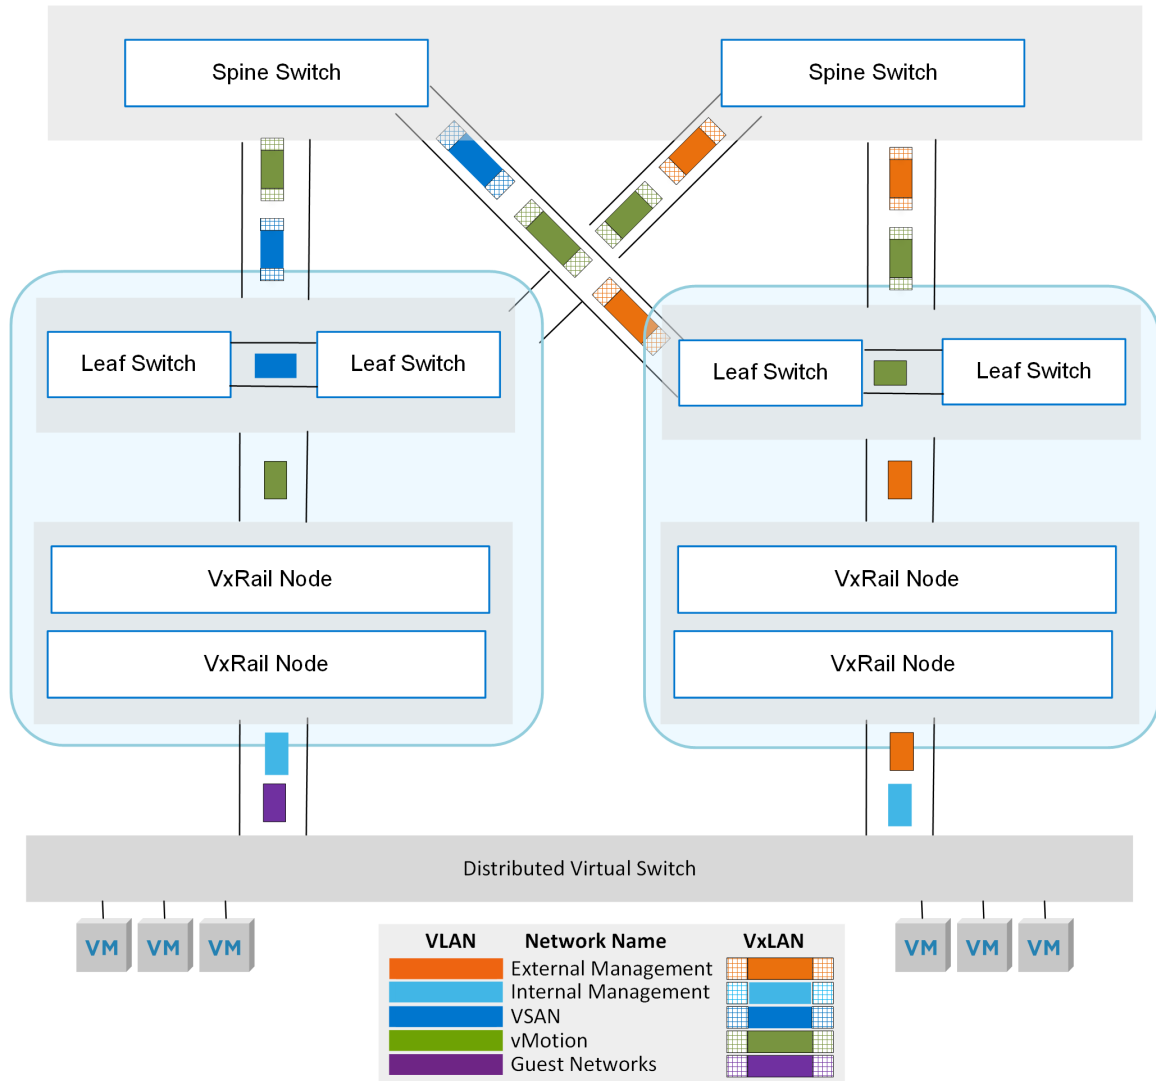 Spine Switch
Spine Switch
Leaf Switch
Leaf Switch
Leaf Switch
Leaf Switch
VxRail Node
VxRail Node
VxRail Node
VxRail Node
Distributed Virtual Switch
VM
VM
VM
VM
VM
VM
VLAN Network Name VxLAN
External Management
Internal Management
VSAN
vMotion
Guest Networks